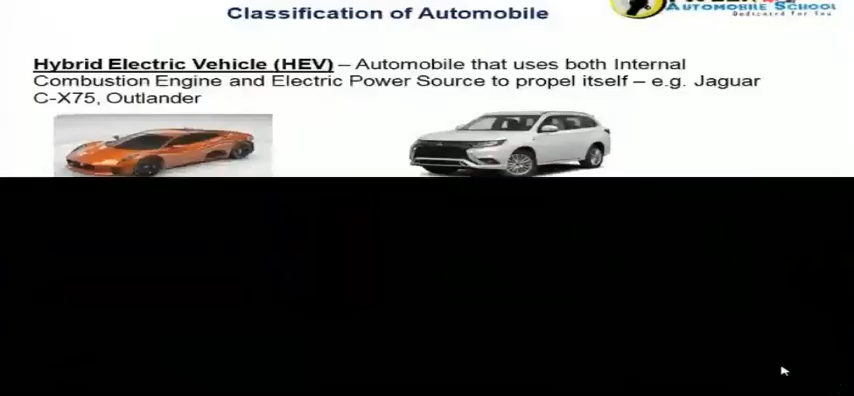 Classification of Automobile
AUTOMOBILE SCHOOL
Dedicated For You
Hybrid Electric Vehicle (HEV) – Automobile that uses both Internal
Combustion Engine and Electric Power Source to propel itself – e.g. Jaguar
C-X75, Outlander